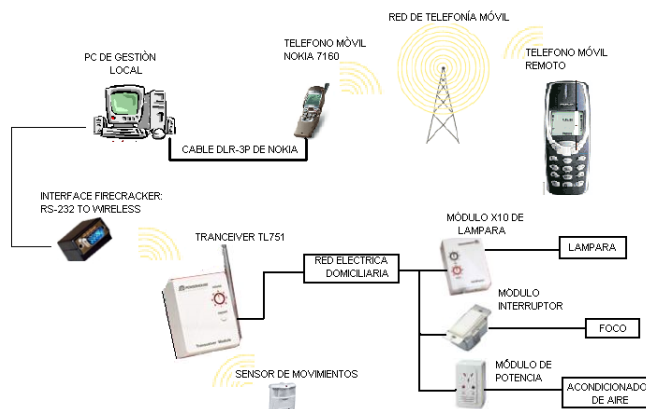 RED DE TELEFONÍA MÓVIL
TELEFONO MÒVIL
NOKIA 7160
PC DE GESTIÒN
LOCAL
TELEFONO MÓVIL
REMOTO
CABLE DLR-3P DE NOKIA
INTERFACE FIRECRACKER:
RS-232 TO WIRELESS
TRANCEIVER TL751
MÓDULO X10 DE
LAMPARA
LAMPARA
RED ELECTRICA
DOMICILIARIA
MÓDULO
INTERRUPTOR
FOCO
SENSOR DE MOVIMIENTOS
MÓDULO DE
POTENCIA
ACONDICIONADO
DE AIRE